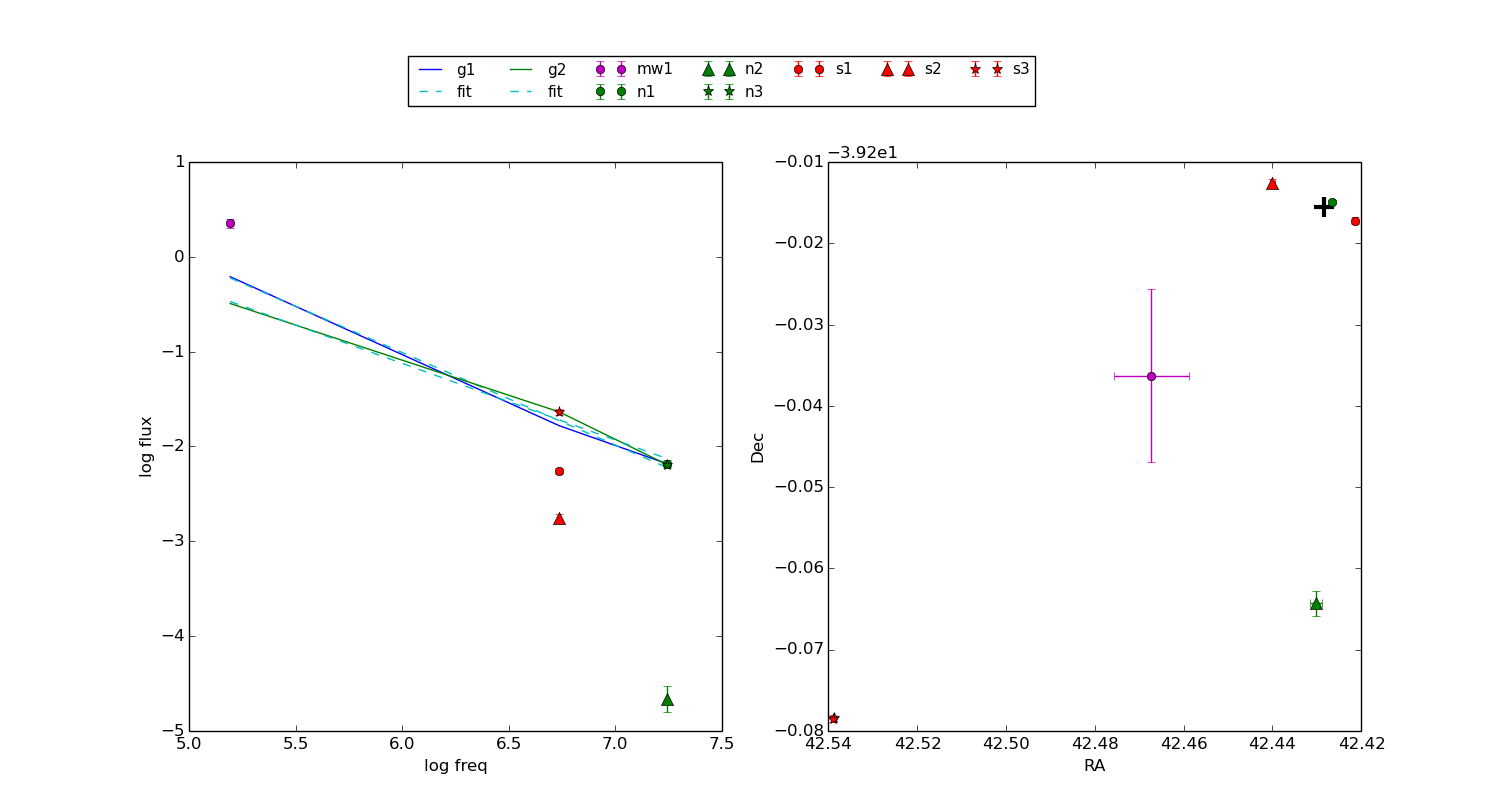 g1 g2 mw1 n2 s1 s2 s3
fit fit n1 n3
−3.92e1
1
0
−1
−2
−3
−4
−5
log flux
5.0 5.5 6.0 6.5 7.0 7.5
log freq
−0.01
−0.02
−0.03
−0.04
−0.05
−0.06
−0.07
−0.08
Dec
42.54 42.52 42.50 42.48 42.46 42.44 42.42
RA